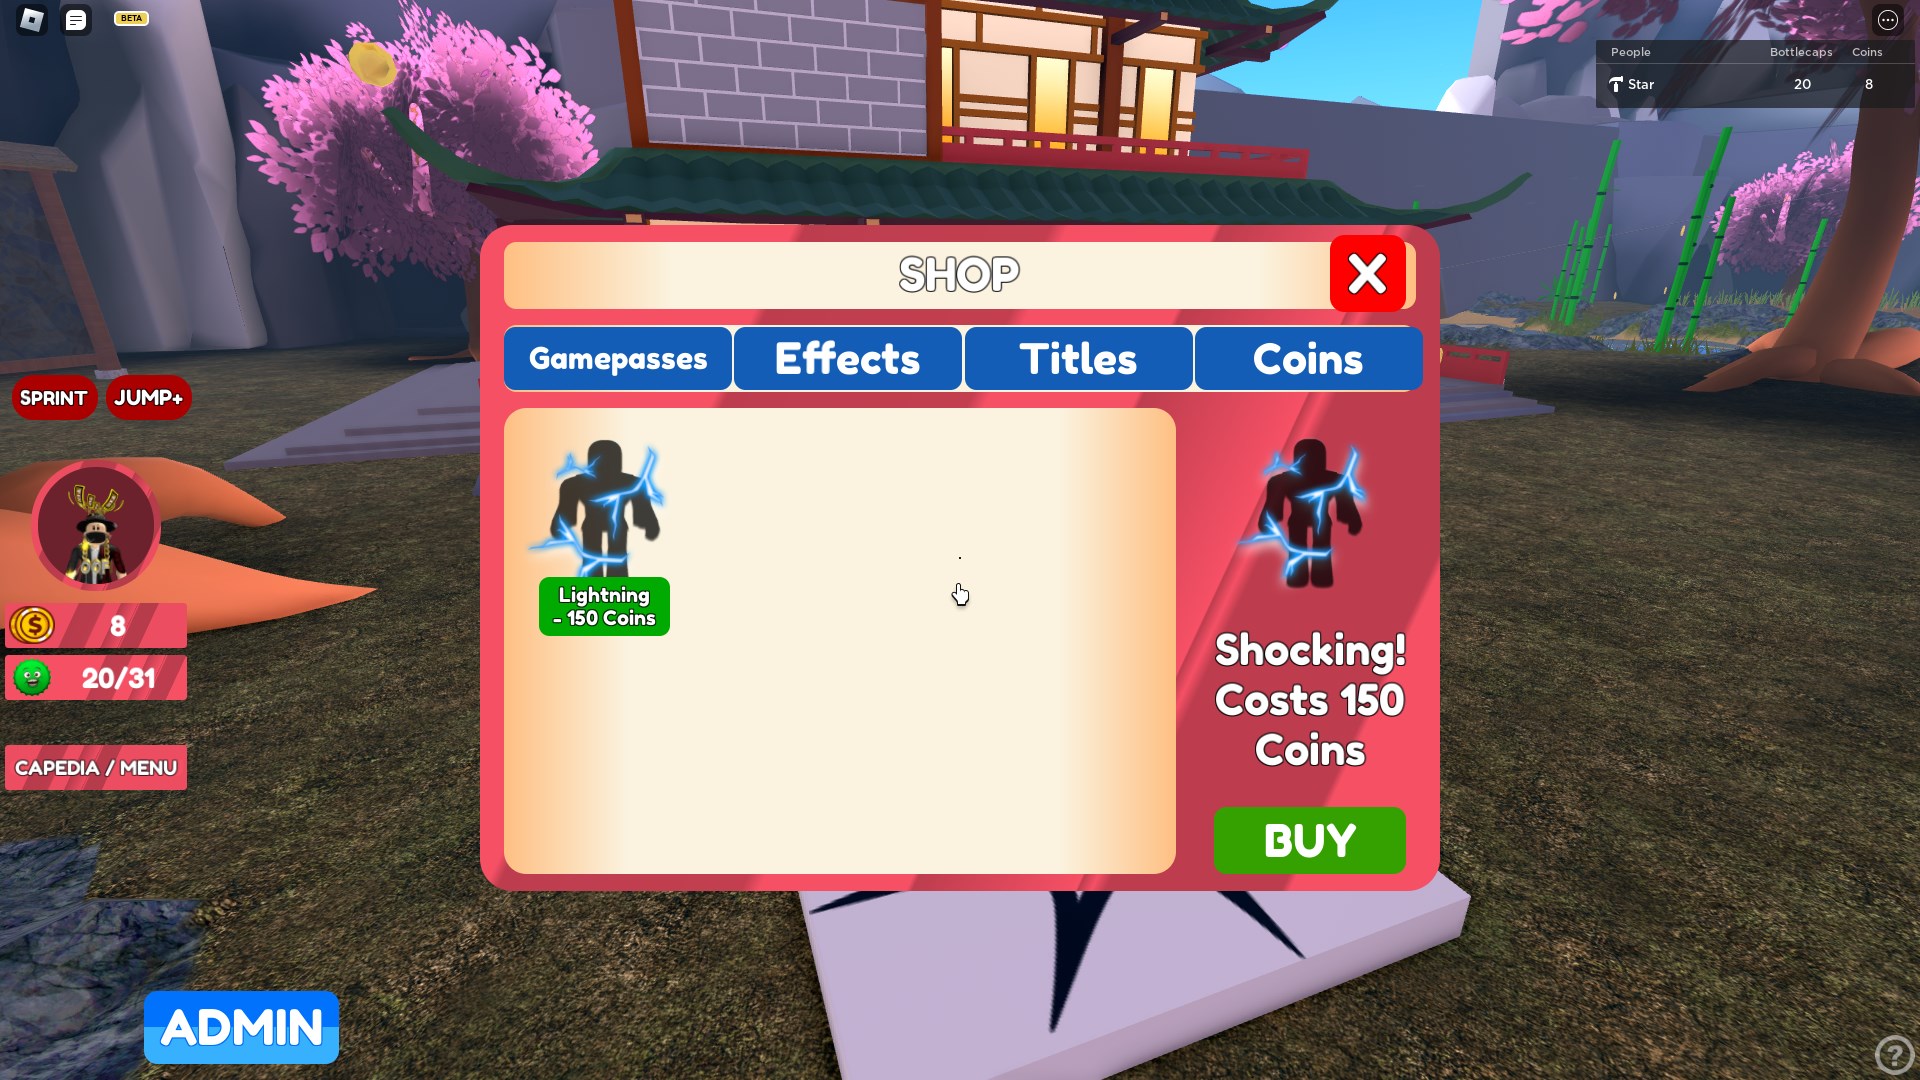 BETA
People Bottlecaps Coins
Star 20 8
SHOP
X
Gamepasses Effects Titles Coins
SPRINT JUMP+
Lightning
- 150 Coins
8
20/31
Shocking!
Costs 150
Coins
CAPEDIA / MENU
BUY
ADMIN
?